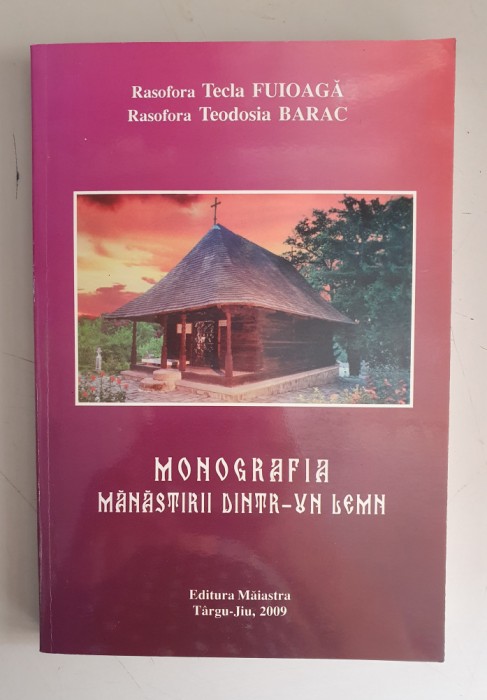 Rasofora Tecla FUIOAGĂ
Rasofora Teodosia BARAC
MONOGRAFIA
MĂNĂSTIRII DINTR-UN LEMN
Editura Măiastra
Târgu-Jiu, 2009